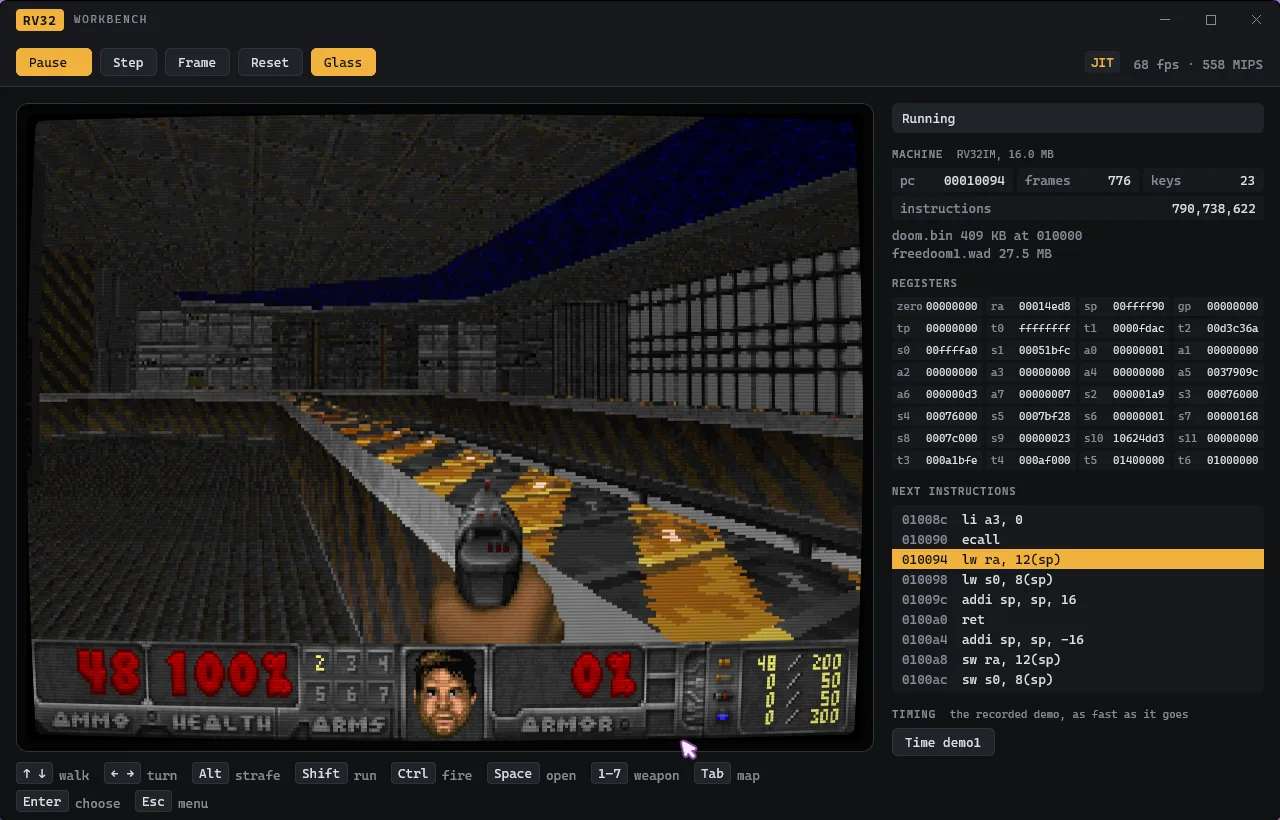 RV32 WORKBENCH
Pause Step Frame Reset Glass JIT 68 fps · 558 MIPS
Running
MACHINE RV32IM, 16.0 MB
pc 00010094 frames 776 keys 23
instructions 790,738,622
doom.bin 409 KB at 010000
freedoom1.wad 27.5 MB
REGISTERS
zero 00000000 ra 00014ed8 sp 00ffff90 gp 00000000
tp 00000000 t0 ffffffff t1 0000fdac t2 00d3c36a
s0 00ffffa0 s1 00051bfc a0 00000001 a1 00000000
a2 00000000 a3 00000000 a4 00000000 a5 0037909c
a6 000000d3 a7 00000007 s2 000001a9 s3 00076000
s4 00076000 s5 0007bf28 s6 00000001 s7 00000168
s8 0007c000 s9 00000023 s10 10624dd3 s11 00000000
t3 000a1bfe t4 000af000 t5 01400000 t6 01000000
NEXT INSTRUCTIONS
01008c li a3, 0
010090 ecall
010094 lw ra, 12(sp)
010098 lw s0, 8(sp)
01009c addi sp, sp, 16
0100a0 ret
0100a4 addi sp, sp, -16
0100a8 sw ra, 12(sp)
0100ac sw s0, 8(sp)
TIMING the recorded demo, as fast as it goes
Time demo1
48 100% 2 3 4 0% 48 / 200
0 / 50
5 6 7 0 / 50
0 / 300
AMMO HEALTH ARMS ARMOR
↑ ↓ walk ← → turn Alt strafe Shift run Ctrl fire Space open 1-7 weapon Tab map
Enter choose Esc menu